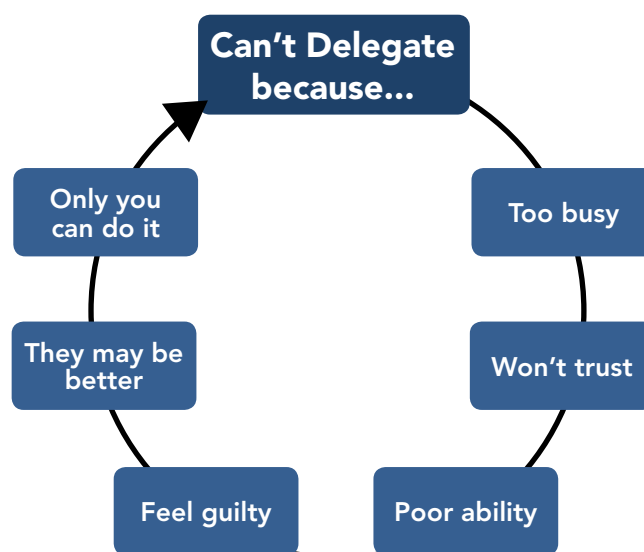 Can't Delegate
because...
Too busy
Won't trust
Poor ability
Feel guilty
They may be
better
Only you
can do it